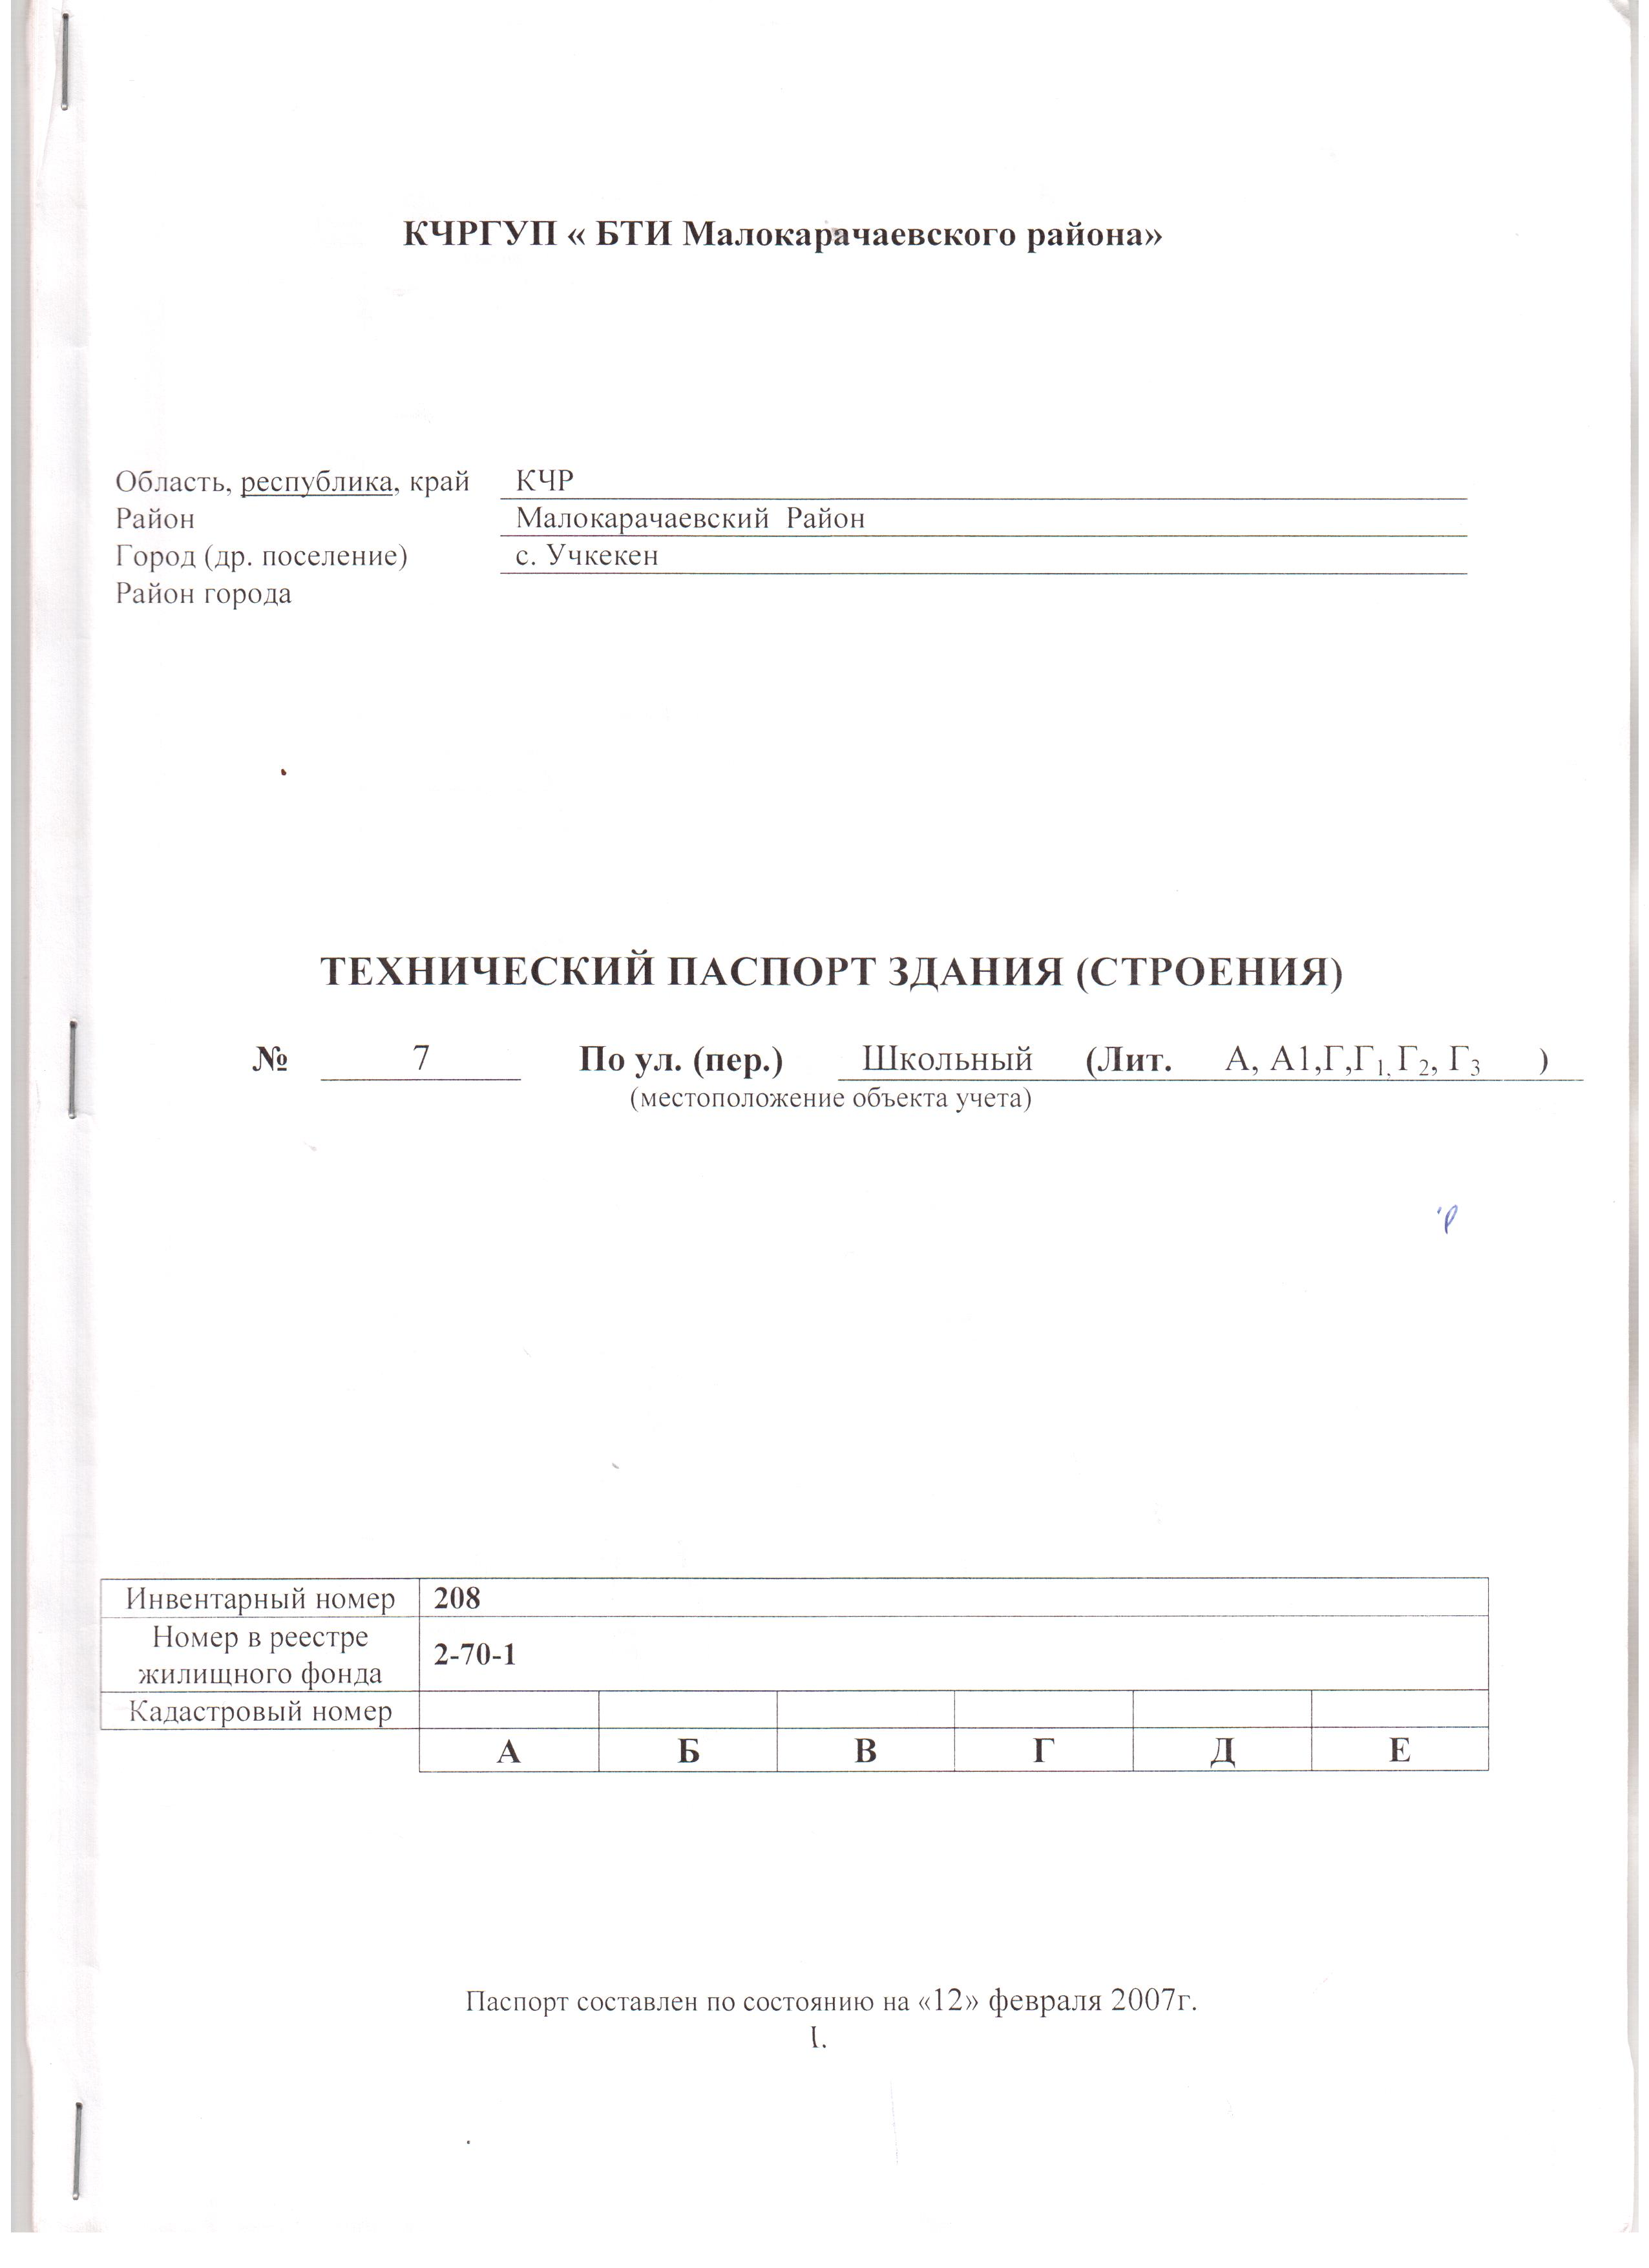 КЧРГУП « БТИ Малокарачаевского района»
Область, республика, край КЧР
Район Малокарачаевский Район
Город (др. поселение) с. Учкекен
Район города
ТЕХНИЧЕСКИЙ ПАСПОРТ ЗДАНИЯ (СТРОЕНИЯ)
№ 7 По ул. (пер.) Школьный (Лит. А, А1,Г,Г1, Г2, Г3 )
(местоположение объекта учета)
Инвентарный номер 208
Номер в реестре
жилищного фонда 2-70-1
Кадастровый номер
А Б В Г Д Е
Паспорт составлен по состоянию на «12» февраля 2007г.